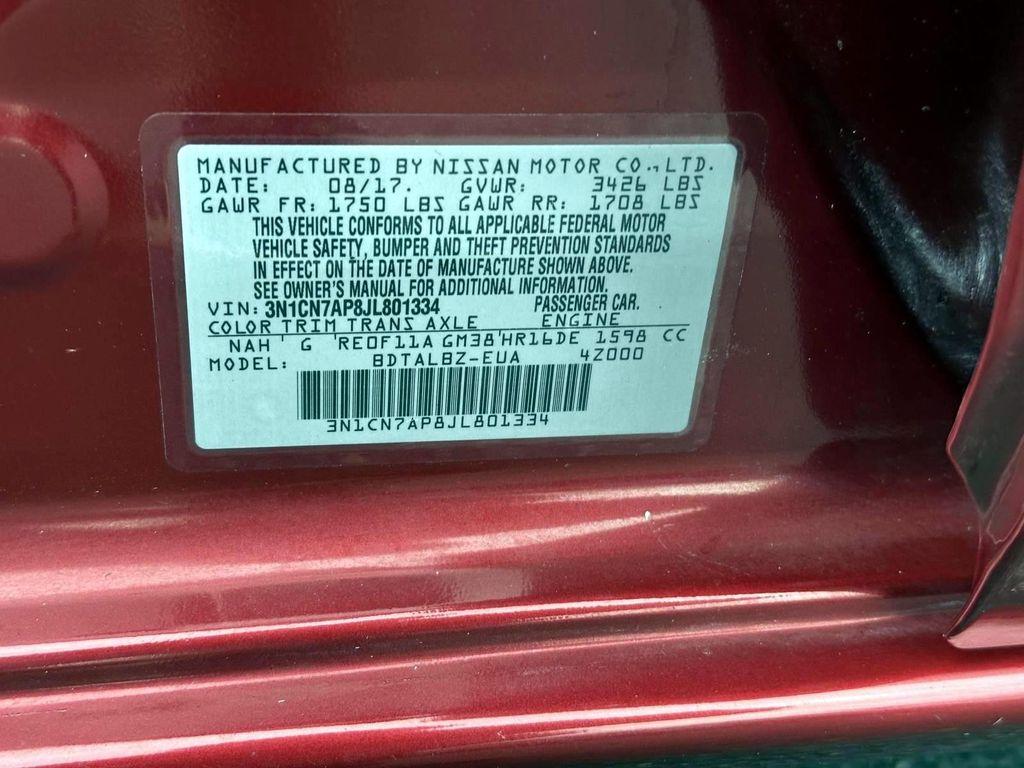 MANUFACTURED BY NISSAN MOTOR CO., LTD.
DATE: 08/17. GVWR: 3426 LBS
GAWR FR: 1750 LBS GAWR RR: 1708 LBS
THIS VEHICLE CONFORMS TO ALL APPLICABLE FEDERAL MOTOR
VEHICLE SAFETY, BUMPER AND THEFT PREVENTION STANDARDS
IN EFFECT ON THE DATE OF MANUFACTURE SHOWN ABOVE.
SEE OWNER'S MANUAL FOR ADDITIONAL INFORMATION.
VIN: 3N1CN7AP8JL801334 PASSENGER CAR.
COLOR TRIM TRANS AXLE ENGINE
NAH ' G 'RE0F11A GM38'HR16DE 1598 CC
MODEL: BDTALBZ-EUA 4Z000
3N1CN7AP8JL801334